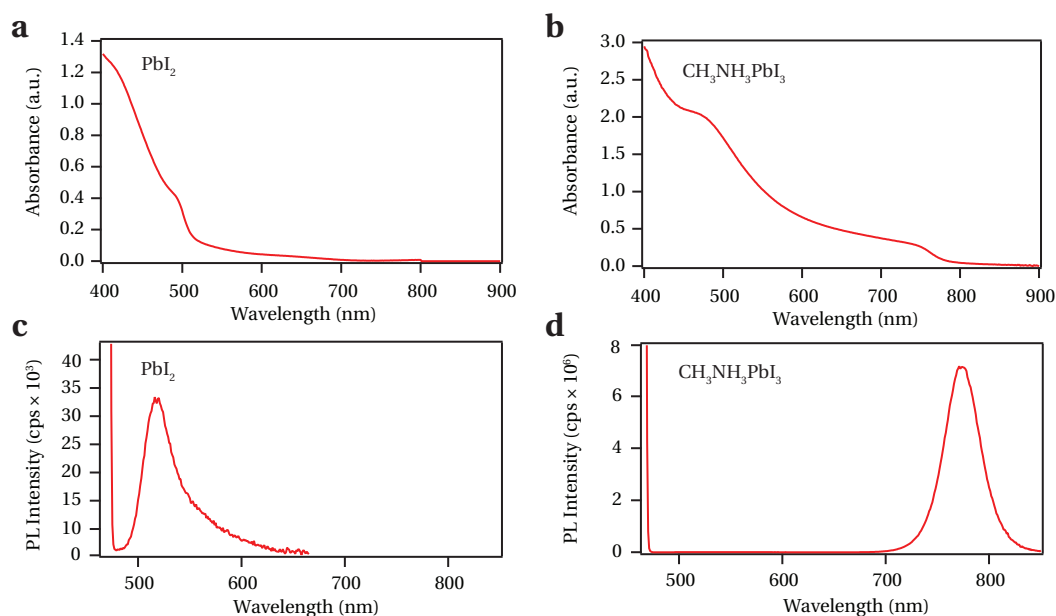 a
PbI₂
1.4
1.2
1.0
0.8
0.6
0.4
0.2
0.0
Absorbance (a.u.)
400 500 600 700 800 900
Wavelength (nm)
b
CH₃NH₃PbI₃
3.0
2.5
2.0
1.5
1.0
0.5
0.0
Absorbance (a.u.)
400 500 600 700 800 900
Wavelength (nm)
c
PbI₂
40
35
30
25
20
15
10
0
PL Intensity (cps × 10³)
500 600 700 800
Wavelength (nm)
d
CH₃NH₃PbI₃
8
6
4
2
0
PL Intensity (cps × 10⁶)
500 600 700 800
Wavelength (nm)